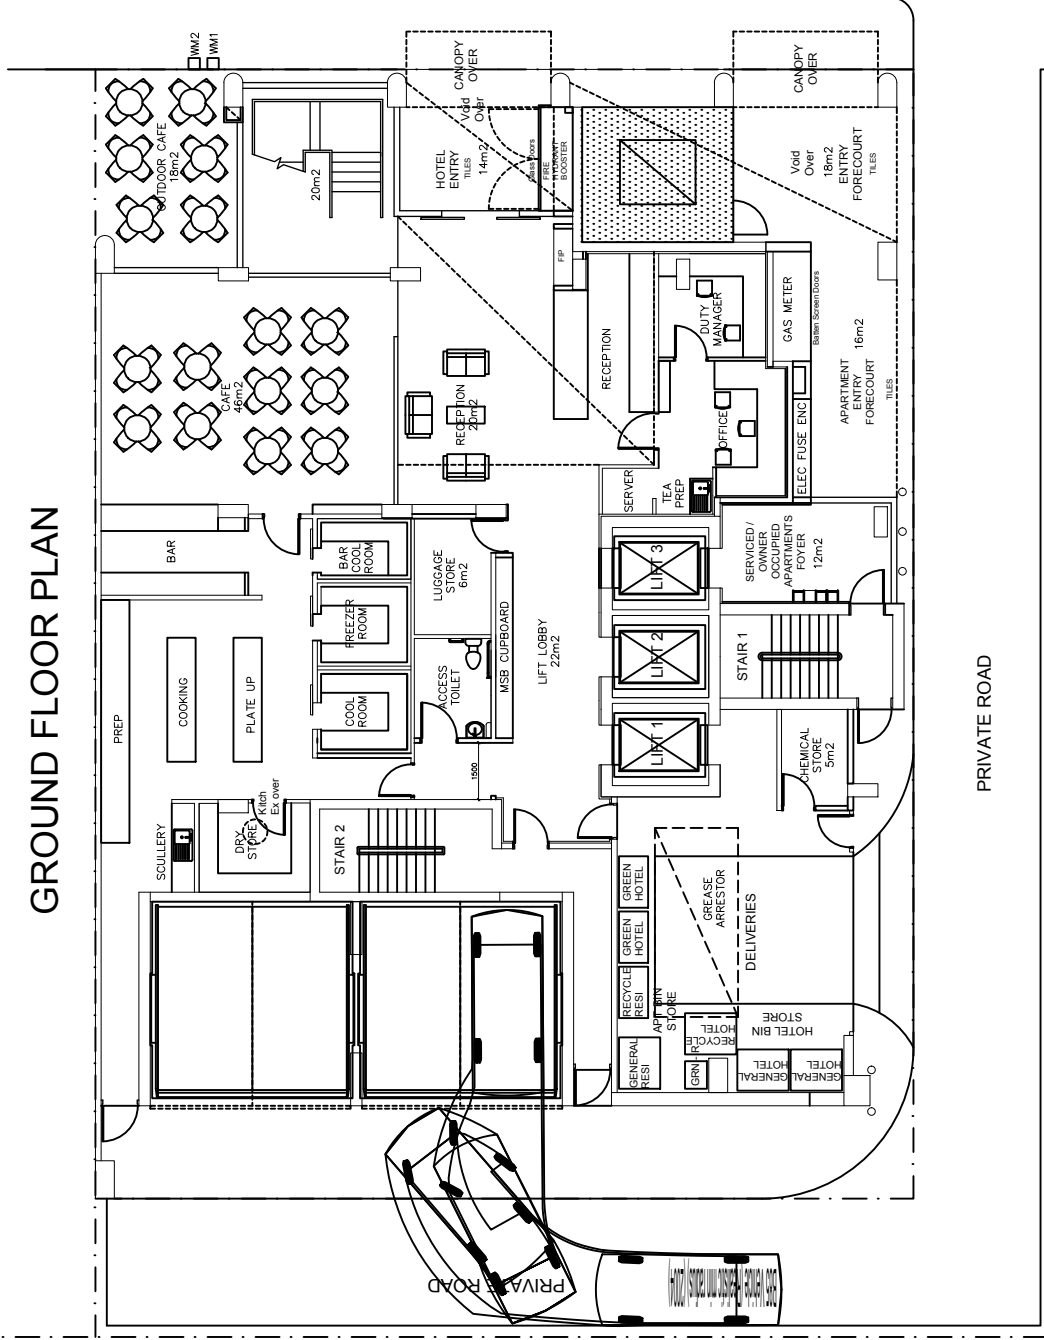 GROUND FLOOR PLAN
WM2
WM1
CANOPY
OVER
CANOPY
OVER
OUTDOOR CAFE
18m2
20m2
Void
Over
HOTEL
ENTRY
TILES
14m2
Glass Doors
FIRE
HYDRANT
BOOSTER
Void
Over
18m2
ENTRY
FORECOURT
TILES
FIP
CAFE
46m2
RECEPTION
20m2
RECEPTION
DUTY
MANAGER
GAS METER
Batten Screen Doors
16m2
APARTMENT
ENTRY
FORECOURT
TILES
OFFICE
ELEC FUSE ENC
SERVER
TEA
PREP
BAR
BAR
COOL
ROOM
FREEZER
ROOM
COOL
ROOM
LUGGAGE
STORE
6m2
ACCESS
TOILET
MSB CUPBOARD
LIFT LOBBY
22m2
LIFT 3
LIFT 2
LIFT 1
SERVICED/
OWNER
OCCUPIED
APARTMENTS
FOYER
12m2
STAIR 1
CHEMICAL
STORE
5m2
PREP
COOKING
PLATE UP
Kitch
Ex over
1500
SCULLERY
DRY
STORE
STAIR 2
GREEN
HOTEL
GREEN
HOTEL
RECYCLE
RESI
GENERAL
RESI
APT BIN
STORE
GREASE
ARRESTOR
DELIVERIES
RECYCLE
HOTEL
GRN - R
HOTEL BIN
STORE
GENERAL
HOTEL
GENERAL
HOTEL
PRIVATE ROAD
PRIVATE ROAD